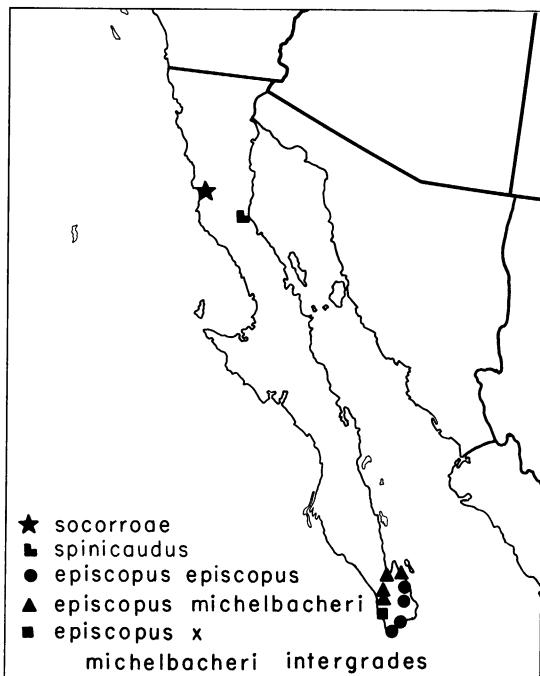 socorroae
spinicaudus
episcopus episcopus
episcopus michelbacheri
episcopus x
michelbacheri intergrades